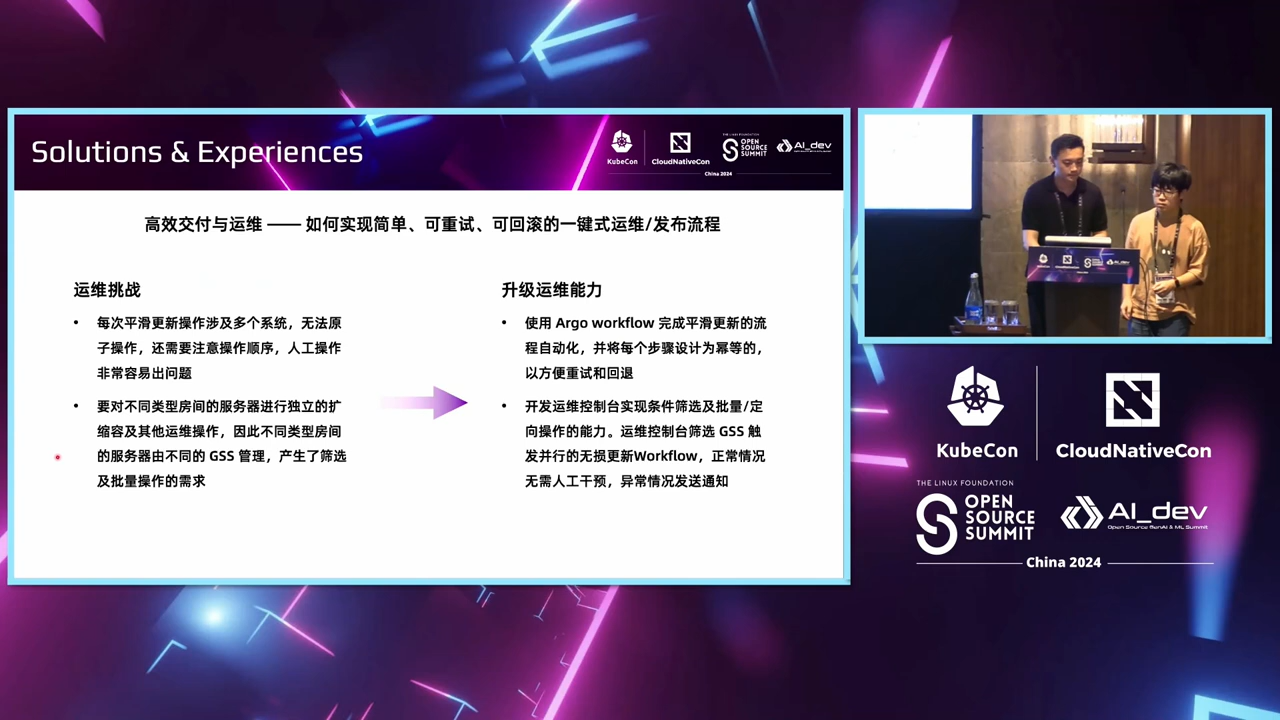 Solutions & Experiences
KubeCon
CloudNativeCon
THE LINUX FOUNDATION
OPEN
SOURCE
SUMMIT
AI_dev
China 2024
高效交付与运维 —— 如何实现简单、可重试、可回滚的一键式运维/发布流程
运维挑战
• 每次平滑更新操作涉及多个系统，无法原
子操作，还需要注意操作顺序，人工操作
非常容易出问题
• 要对不同类型房间的服务器进行独立的扩
缩容及其他运维操作，因此不同类型房间
的服务器由不同的 GSS 管理，产生了筛选
及批量操作的需求
升级运维能力
• 使用 Argo workflow 完成平滑更新的流
程自动化，并将每个步骤设计为幂等的，
以方便重试和回退
• 开发运维控制台实现条件筛选及批量/定
向操作的能力。运维控制台筛选 GSS 触
发并行的无损更新Workflow，正常情况
无需人工干预，异常情况发送通知
KubeCon
CloudNativeCon
THE LINUX FOUNDATION
OPEN
SOURCE
SUMMIT
AI_dev
Open Source GenAI & ML Summit
China 2024